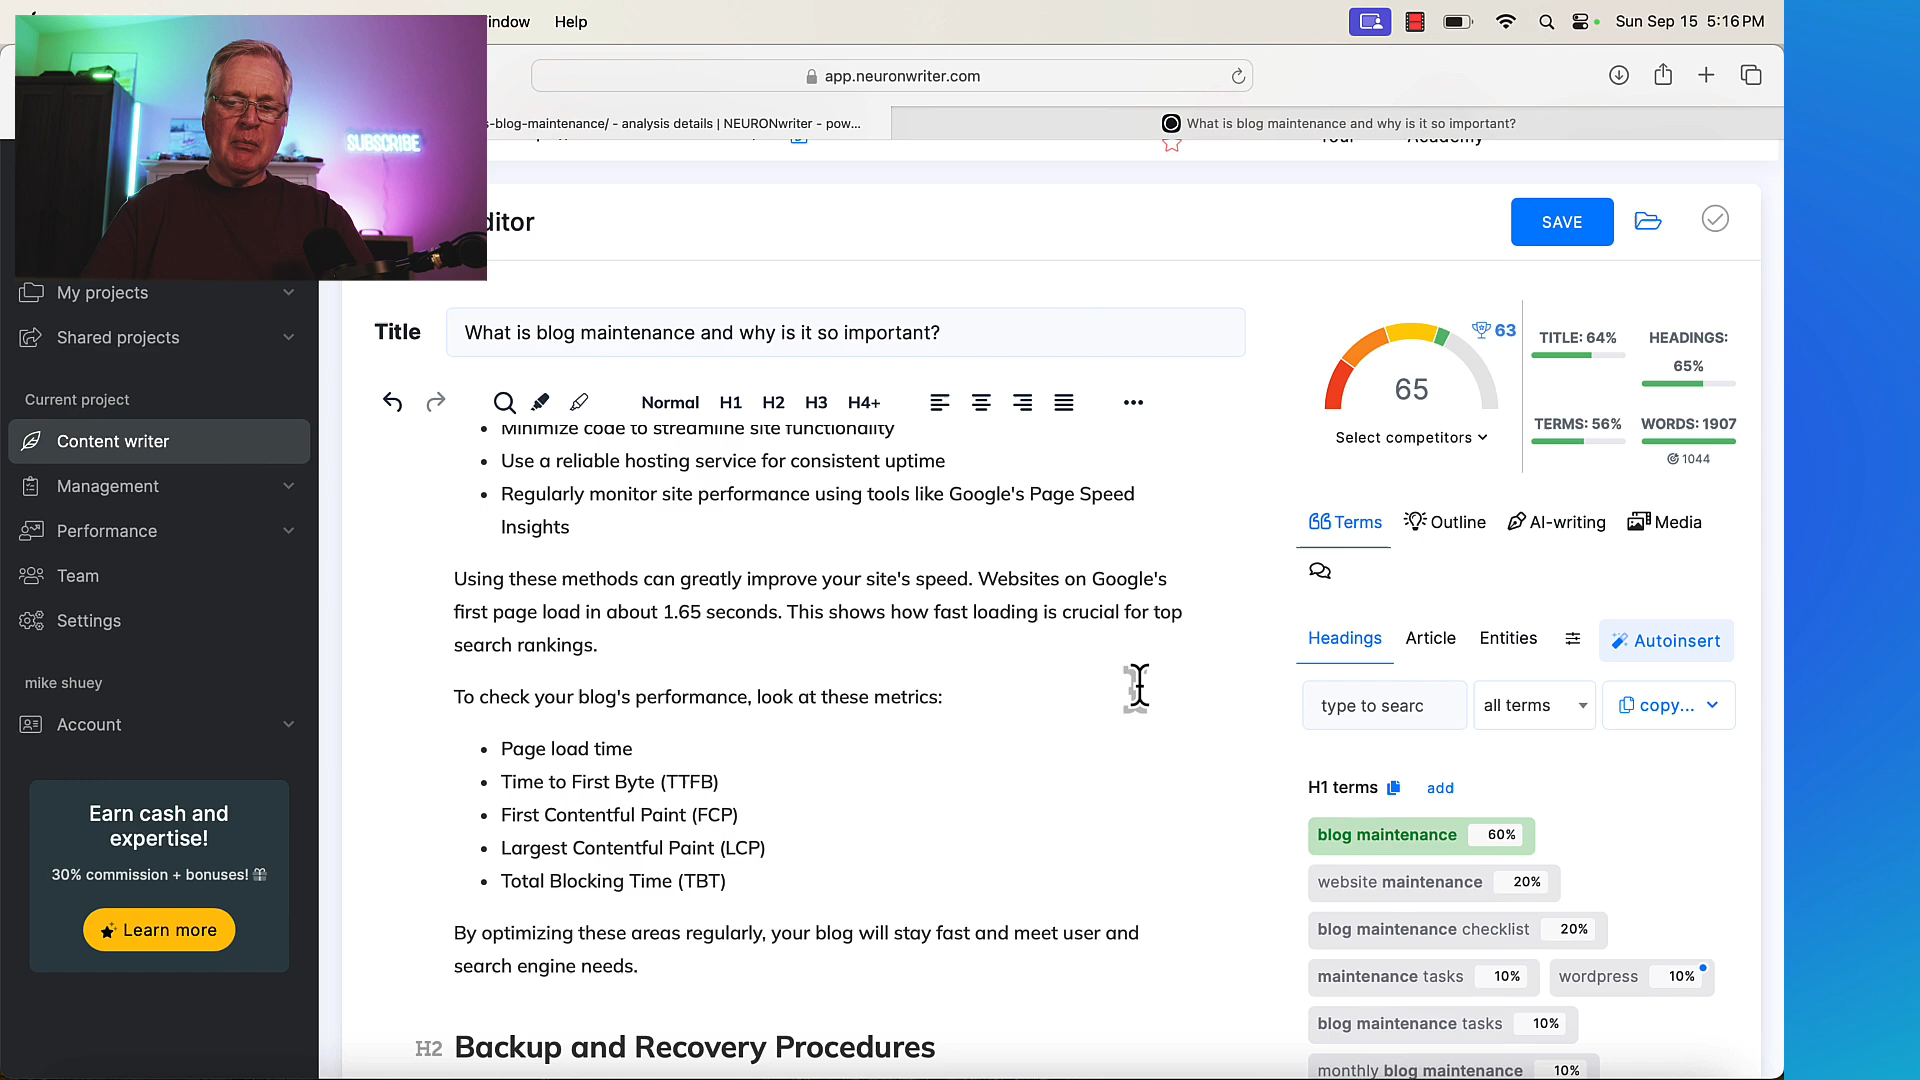 indow Help
Sun Sep 15 5:16 PM
app.neuronwriter.com
s-blog-maintenance/ - analysis details | NEURONwriter - pow...
What is blog maintenance and why is it so important?
SUBSCRIBE
ditor
SAVE
My projects
Shared projects
Current project
Content writer
Management
Performance
Team
Settings
mike shuey
Account
Earn cash and
expertise!
30% commission + bonuses!
Learn more
Title
What is blog maintenance and why is it so important?
Normal H1 H2 H3 H4+
• Minimize code to streamline site functionality
• Use a reliable hosting service for consistent uptime
• Regularly monitor site performance using tools like Google's Page Speed
Insights
Using these methods can greatly improve your site's speed. Websites on Google's
first page load in about 1.65 seconds. This shows how fast loading is crucial for top
search rankings.
To check your blog's performance, look at these metrics:
• Page load time
• Time to First Byte (TTFB)
• First Contentful Paint (FCP)
• Largest Contentful Paint (LCP)
• Total Blocking Time (TBT)
By optimizing these areas regularly, your blog will stay fast and meet user and
search engine needs.
H2 Backup and Recovery Procedures
63
65
Select competitors
TITLE: 64%
HEADINGS:
65%
TERMS: 56%
WORDS: 1907
1044
Terms Outline AI-writing Media
Headings Article Entities Autoinsert
type to searc
all terms
copy...
H1 terms add
blog maintenance 60%
website maintenance 20%
blog maintenance checklist 20%
maintenance tasks 10%
wordpress 10%
blog maintenance tasks 10%
monthly blog maintenance 10%